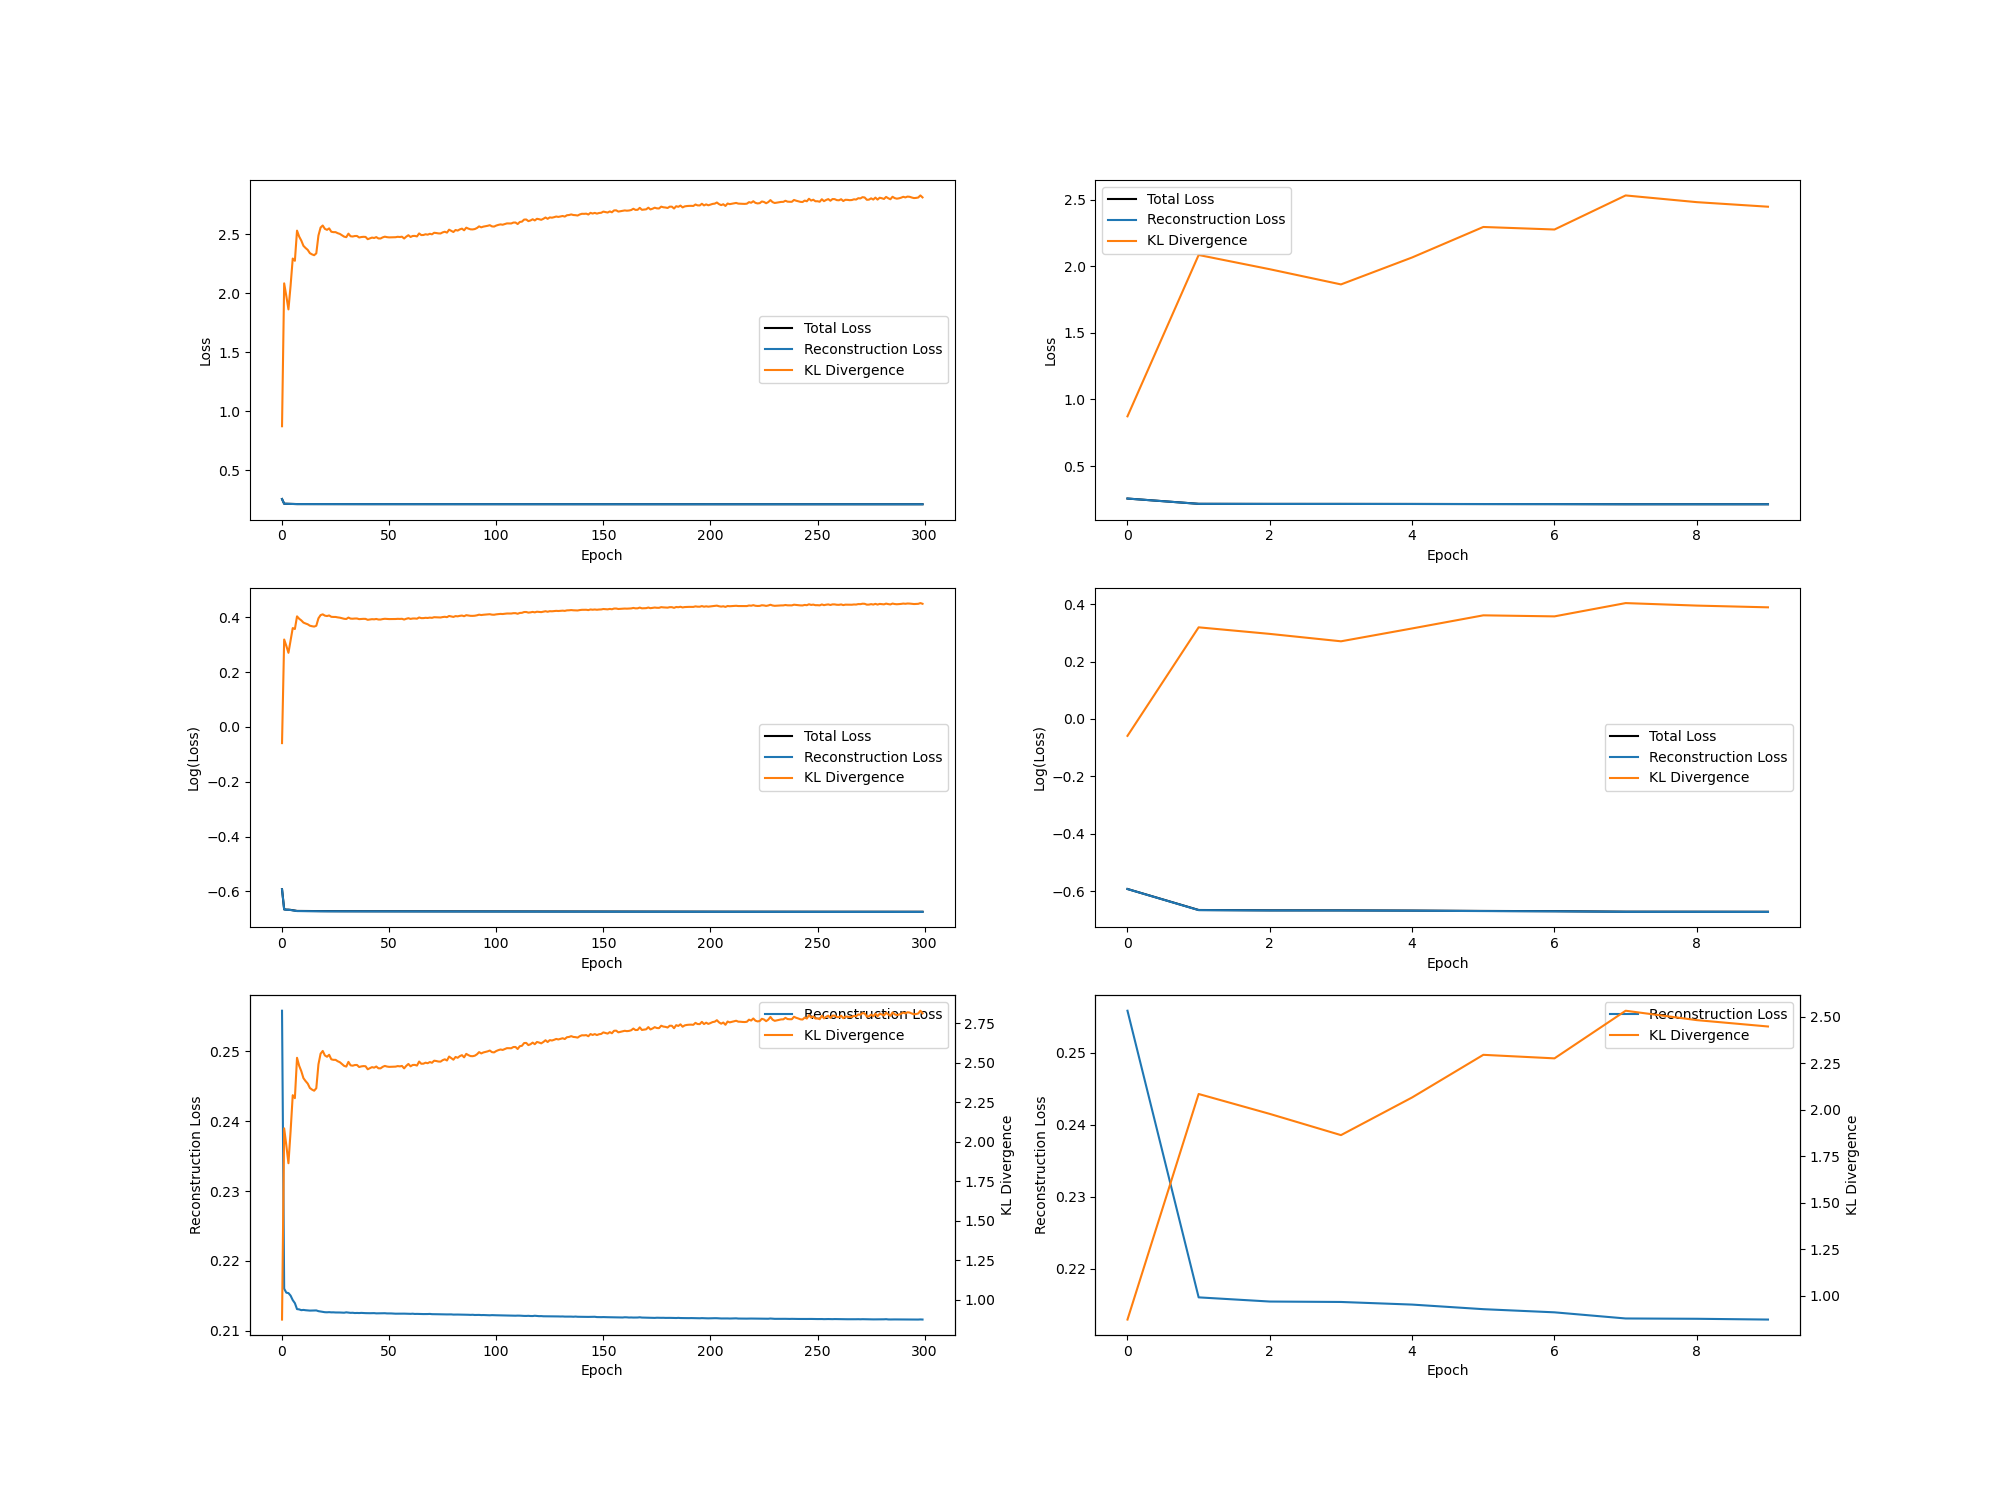 2.5
2.0
1.5
1.0
0.5
Loss
Total Loss
Reconstruction Loss
KL Divergence
0 50 100 150 200 250 300
Epoch
2.5
2.0
1.5
1.0
0.5
Loss
Total Loss
Reconstruction Loss
KL Divergence
0 2 4 6 8
Epoch
0.4
0.2
0.0
−0.2
−0.4
−0.6
Log(Loss)
Total Loss
Reconstruction Loss
KL Divergence
0 50 100 150 200 250 300
Epoch
0.4
0.2
0.0
−0.2
−0.4
−0.6
Log(Loss)
Total Loss
Reconstruction Loss
KL Divergence
0 2 4 6 8
Epoch
0.25
0.24
0.23
0.22
0.21
Reconstruction Loss
Reconstruction Loss
KL Divergence
2.75
2.50
2.25
2.00
1.75
1.50
1.25
1.00
KL Divergence
0 50 100 150 200 250 300
Epoch
0.25
0.24
0.23
0.22
Reconstruction Loss
Reconstruction Loss
KL Divergence
2.50
2.25
2.00
1.75
1.50
1.25
1.00
KL Divergence
0 2 4 6 8
Epoch